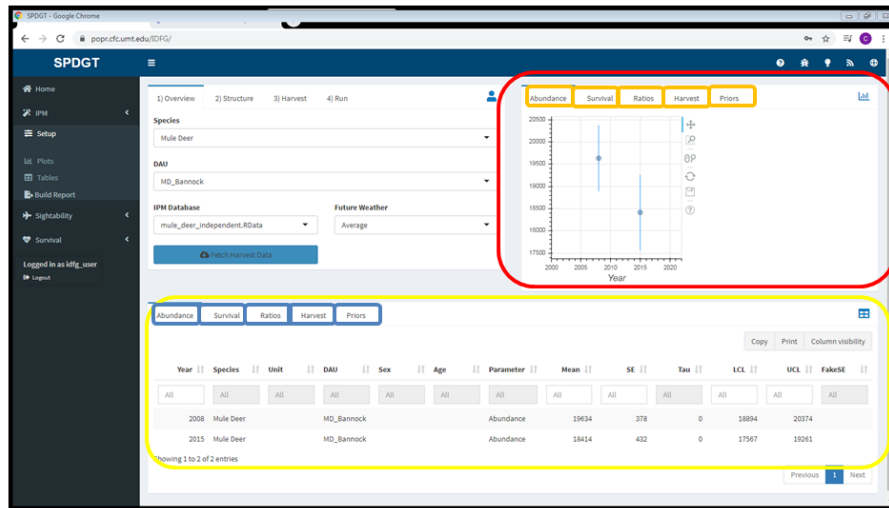 SPDGT - Google Chrome
popr.cfc.umt.edu/IDFG/
SPDGT
Home
IPM
Setup
Plots
Tables
Build Report
Sightability
Survival
Logged in as idfg_user
Logout
1) Overview 2) Structure 3) Harvest 4) Run
Species
Mule Deer
DAU
MD_Bannock
IPM Database Future Weather
mule_deer_independent.RData Average
Fetch Harvest Data
Abundance Survival Ratios Harvest Priors
20500
20000
19500
19000
18500
18000
17500
2000 2005 2010 2015 2020
Year
Abundance Survival Ratios Harvest Priors
Copy Print Column visibility
Year Species Unit DAU Sex Age Parameter Mean SE Tau LCL UCL FakeSE
All All All All All All All All All All All All All
2008 Mule Deer MD_Bannock Abundance 19634 378 0 18894 20374
2015 Mule Deer MD_Bannock Abundance 18414 432 0 17567 19261
Showing 1 to 2 of 2 entries
Previous 1 Next